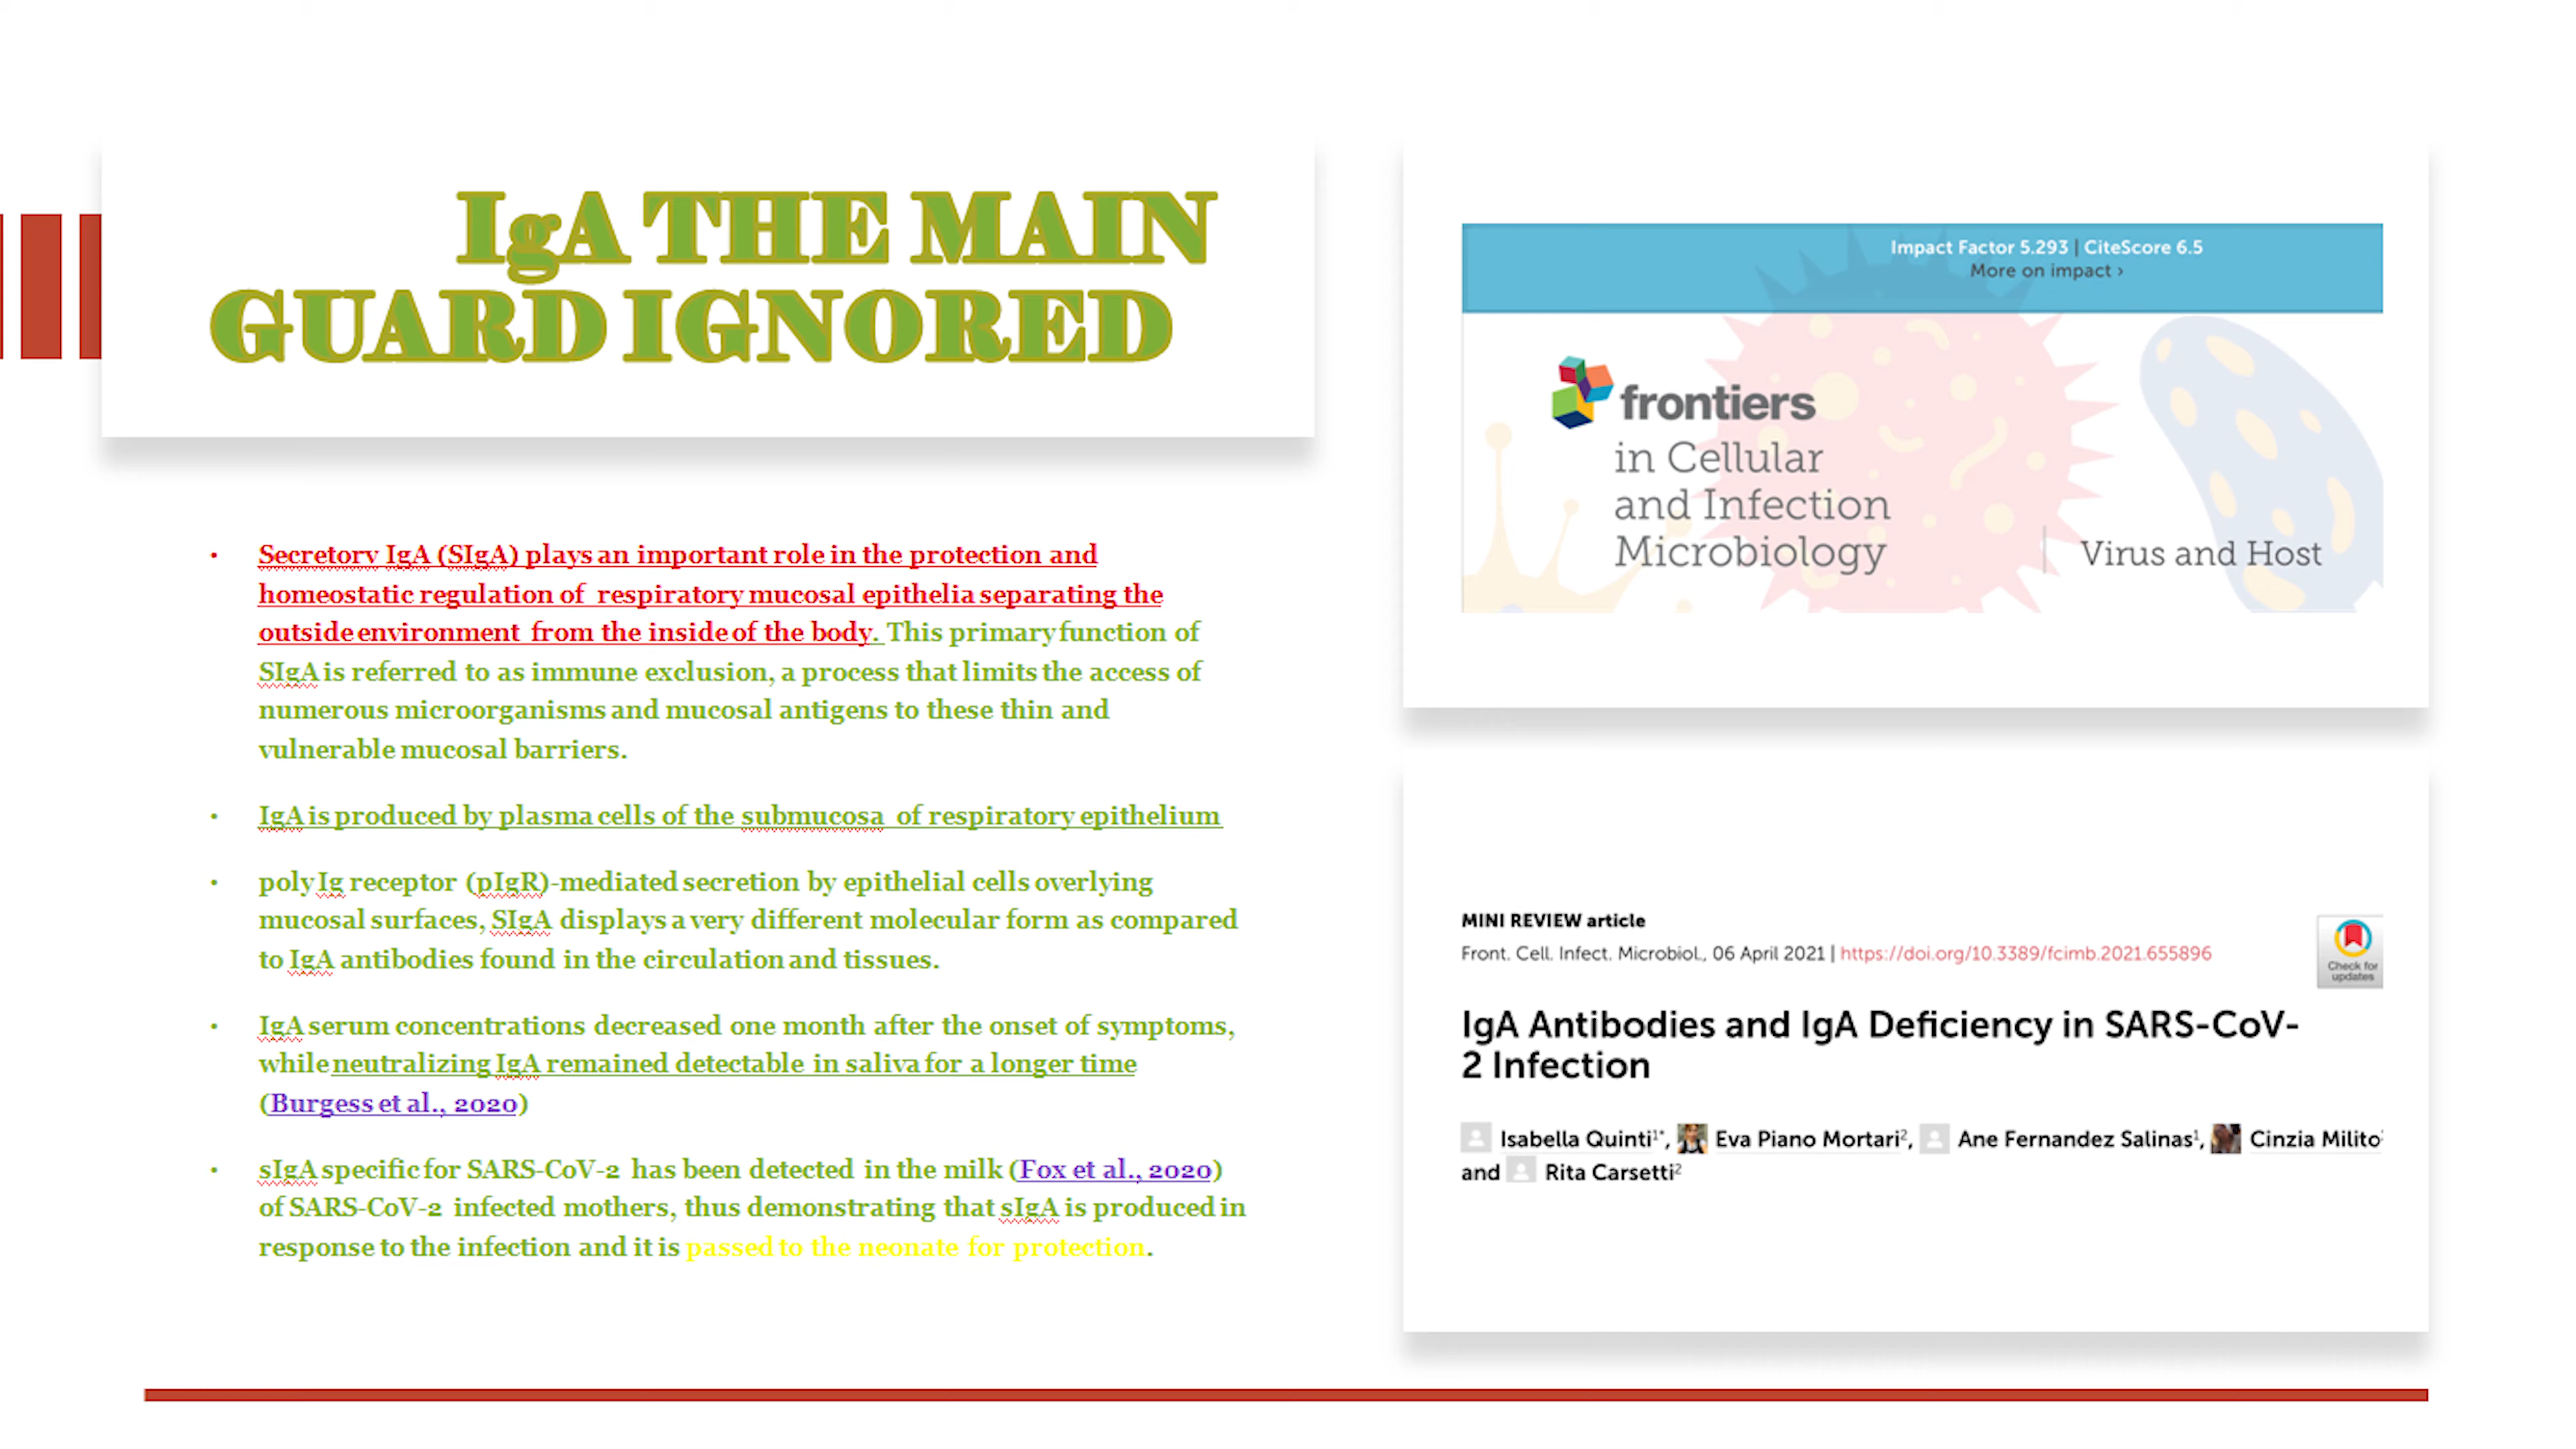 IgA THE MAIN
GUARD IGNORED
• Secretory IgA (SIgA) plays an important role in the protection and
homeostatic regulation of respiratory mucosal epithelia separating the
outside environment from the inside of the body. This primary function of
SIgA is referred to as immune exclusion, a process that limits the access of
numerous microorganisms and mucosal antigens to these thin and
vulnerable mucosal barriers.
• IgA is produced by plasma cells of the submucosa of respiratory epithelium
• poly Ig receptor (pIgR)-mediated secretion by epithelial cells overlying
mucosal surfaces, SIgA displays a very different molecular form as compared
to IgA antibodies found in the circulation and tissues.
• IgA serum concentrations decreased one month after the onset of symptoms,
while neutralizing IgA remained detectable in saliva for a longer time
(Burgess et al., 2020)
• sIgA specific for SARS-CoV-2 has been detected in the milk (Fox et al., 2020)
of SARS-CoV-2 infected mothers, thus demonstrating that sIgA is produced in
response to the infection and it is passed to the neonate for protection.
Impact Factor 5.293 | CiteScore 6.5
More on impact ›
frontiers
in Cellular
and Infection
Microbiology
Virus and Host
MINI REVIEW article
Front. Cell. Infect. Microbiol., 06 April 2021 | https://doi.org/10.3389/fcimb.2021.655896
Check for
updates
IgA Antibodies and IgA Deficiency in SARS-CoV-
2 Infection
Isabella Quinti1*, Eva Piano Mortari2, Ane Fernandez Salinas1, Cinzia Milito
and Rita Carsetti2